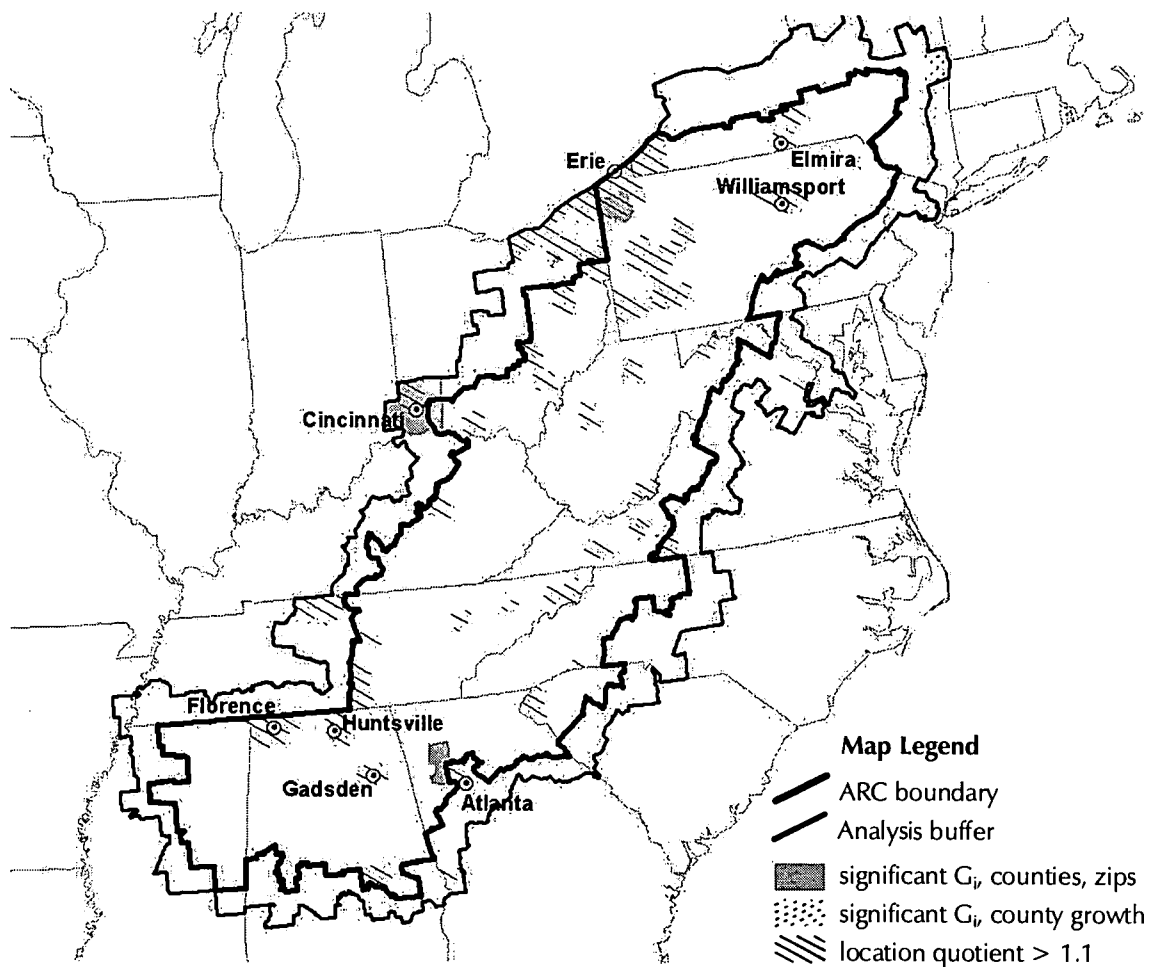 Erie
Elmira
Williamsport
Cincinnati
Florence
Huntsville
Gadsden
Atlanta
Map Legend
ARC boundary
Analysis buffer
significant Gᵢ, counties, zips
significant Gᵢ, county growth
location quotient > 1.1